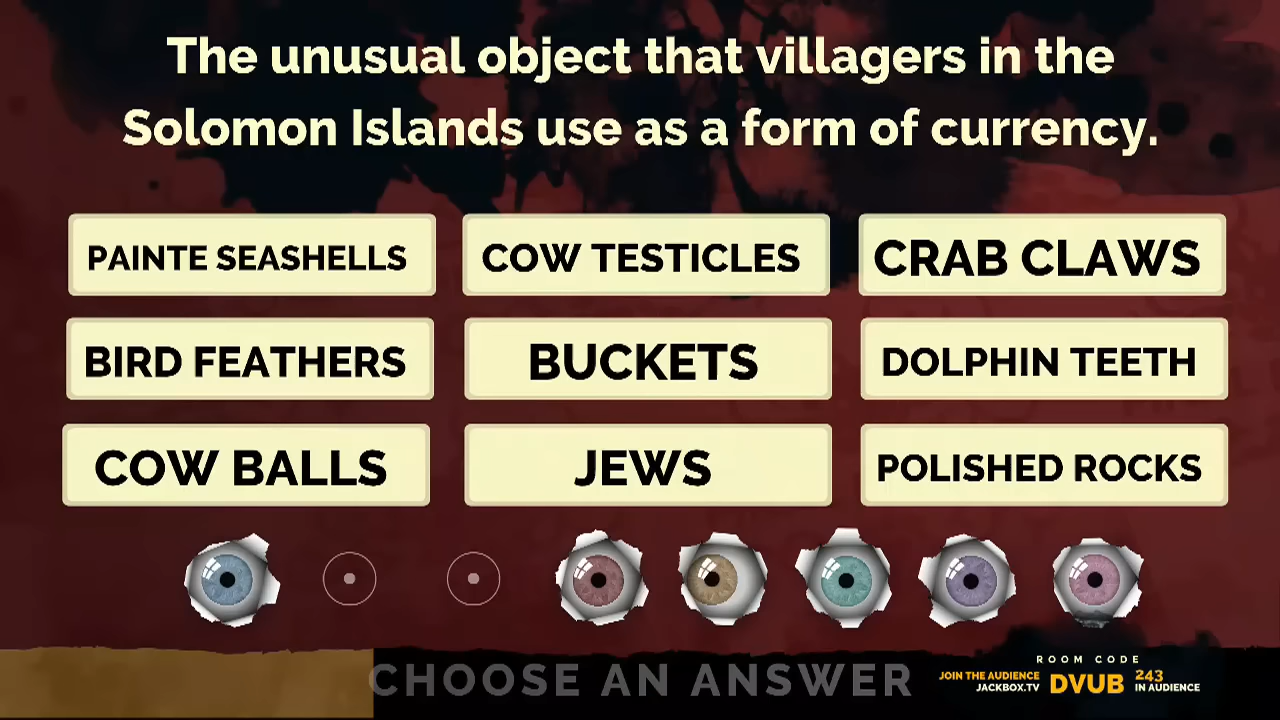 The unusual object that villagers in the
Solomon Islands use as a form of currency.
PAINTE SEASHELLS
COW TESTICLES
CRAB CLAWS
BIRD FEATHERS
BUCKETS
DOLPHIN TEETH
COW BALLS
JEWS
POLISHED ROCKS
CHOOSE AN ANSWER
ROOM CODE
JOIN THE AUDIENCE
JACKBOX.TV
DVUB
243
IN AUDIENCE